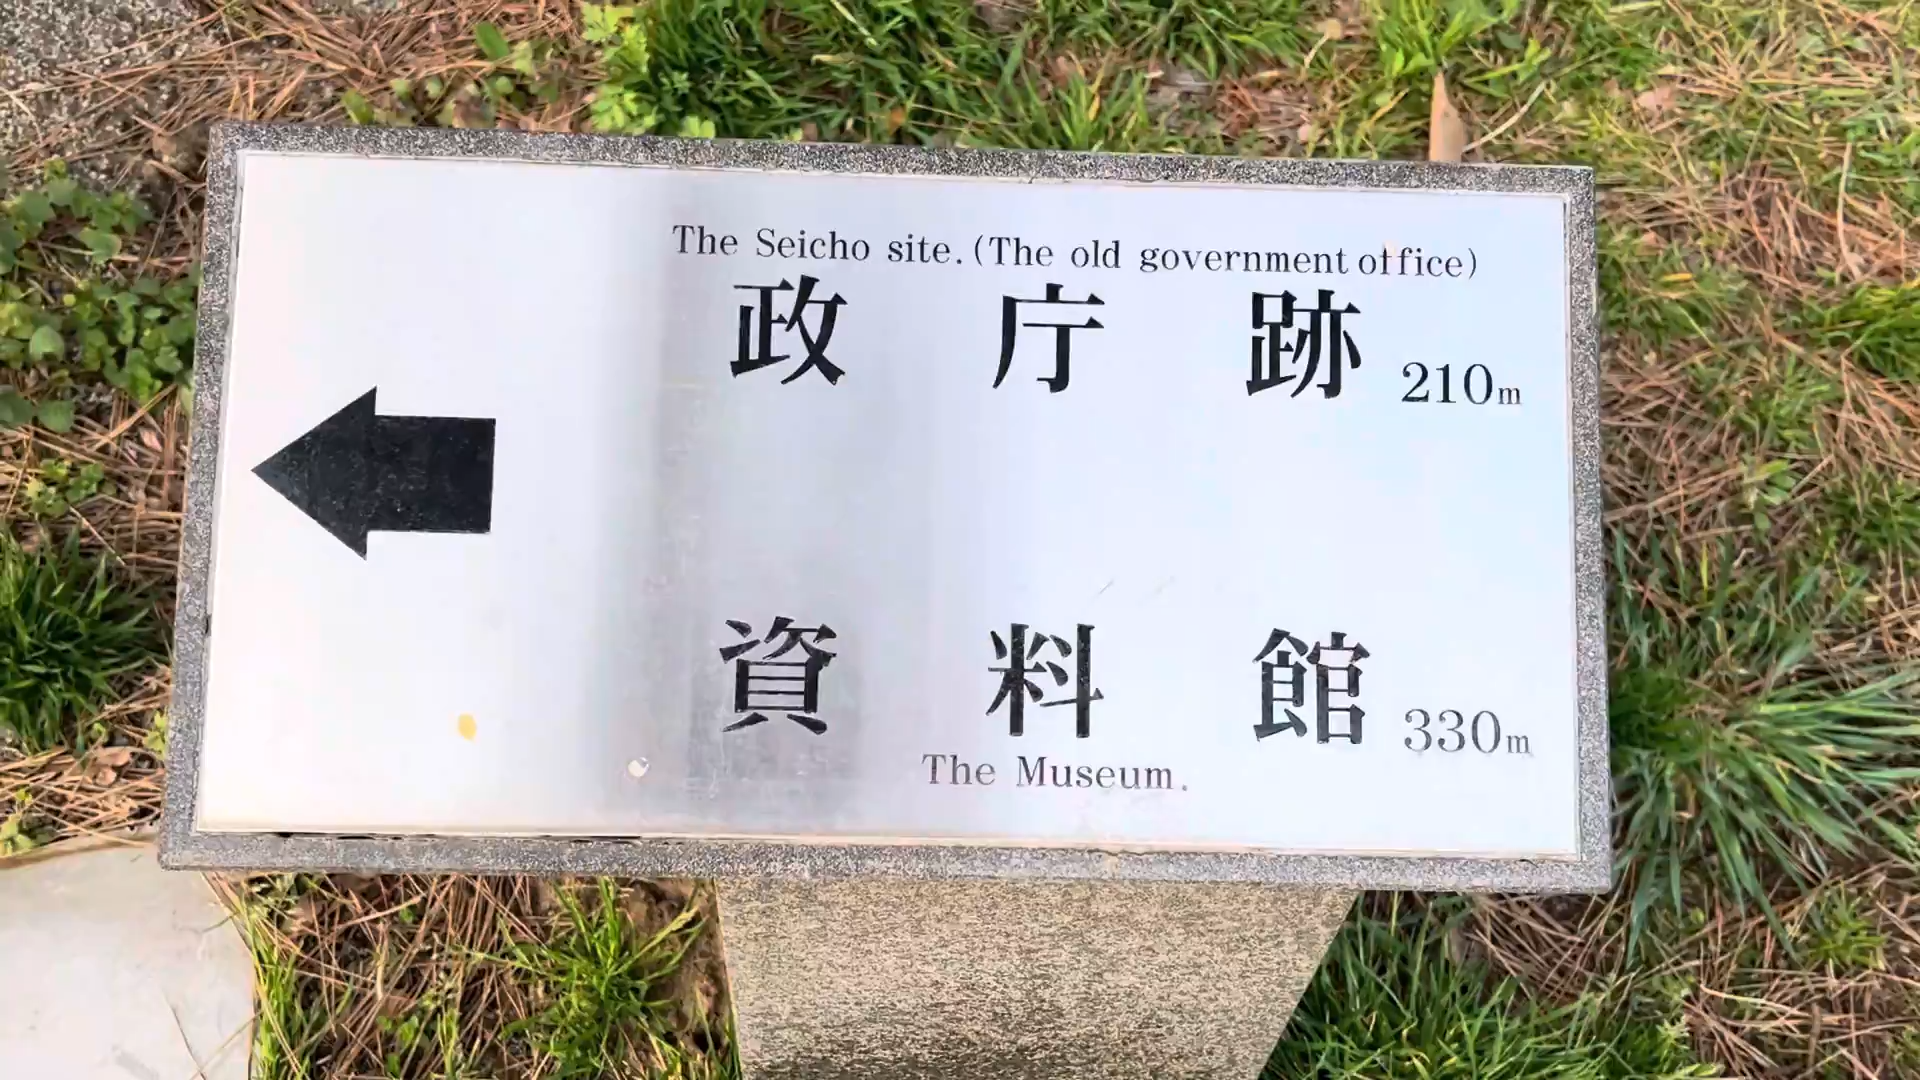 The Seicho site.(The old government office)
政庁跡 210m
資料館 330m
The Museum.